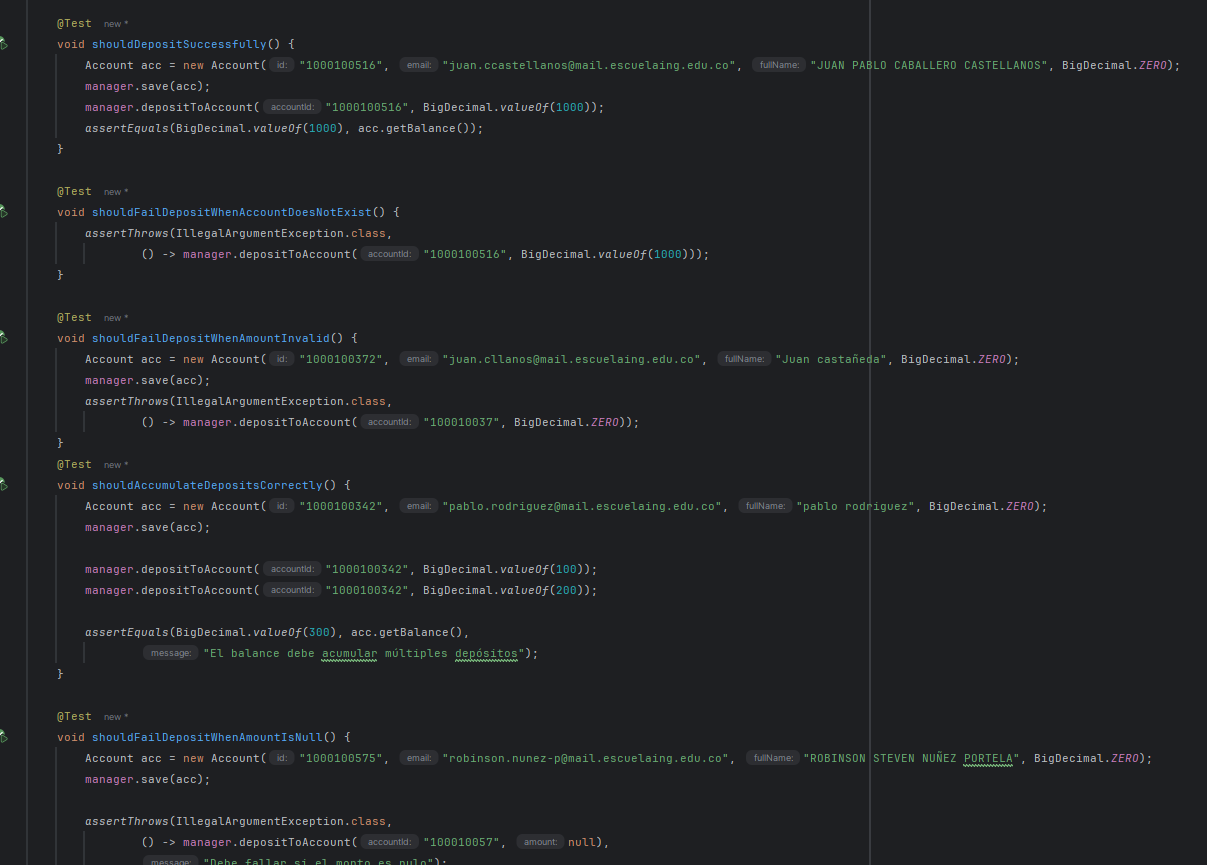 @Test new *
void shouldDepositSuccessfully() {
Account acc = new Account( id: "1000100516", email: "juan.ccastellanos@mail.escuelaing.edu.co", fullName: "JUAN PABLO CABALLERO CASTELLANOS", BigDecimal.ZERO);
manager.save(acc);
manager.depositToAccount( accountId: "1000100516", BigDecimal.valueOf(1000));
assertEquals(BigDecimal.valueOf(1000), acc.getBalance());
}
@Test new *
void shouldFailDepositWhenAccountDoesNotExist() {
assertThrows(IllegalArgumentException.class,
() -> manager.depositToAccount( accountId: "1000100516", BigDecimal.valueOf(1000)));
}
@Test new *
void shouldFailDepositWhenAmountInvalid() {
Account acc = new Account( id: "1000100372", email: "juan.cllanos@mail.escuelaing.edu.co", fullName: "Juan castañeda", BigDecimal.ZERO);
manager.save(acc);
assertThrows(IllegalArgumentException.class,
() -> manager.depositToAccount( accountId: "100010037", BigDecimal.ZERO));
}
@Test new *
void shouldAccumulateDepositsCorrectly() {
Account acc = new Account( id: "1000100342", email: "pablo.rodriguez@mail.escuelaing.edu.co", fullName: "pablo rodriguez", BigDecimal.ZERO);
manager.save(acc);
manager.depositToAccount( accountId: "1000100342", BigDecimal.valueOf(100));
manager.depositToAccount( accountId: "1000100342", BigDecimal.valueOf(200));
assertEquals(BigDecimal.valueOf(300), acc.getBalance(),
message: "El balance debe acumular múltiples depósitos");
}
@Test new *
void shouldFailDepositWhenAmountIsNull() {
Account acc = new Account( id: "1000100575", email: "robinson.nunez-p@mail.escuelaing.edu.co", fullName: "ROBINSON STEVEN NUÑEZ PORTELA", BigDecimal.ZERO);
manager.save(acc);
assertThrows(IllegalArgumentException.class,
() -> manager.depositToAccount( accountId: "100010057", amount: null),
message: "Debe fallar si el monto es nulo");